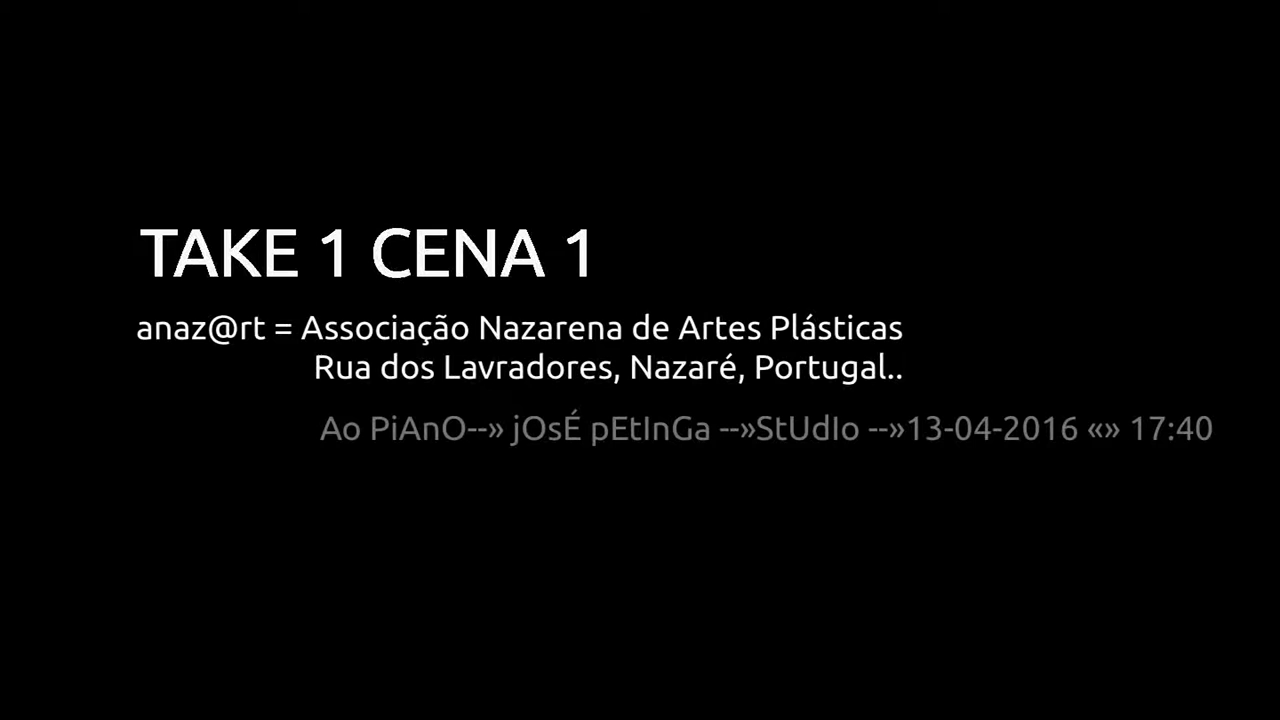 TAKE 1 CENA 1
anaz@rt = Associação Nazarena de Artes Plásticas
Rua dos Lavradores, Nazaré, Portugal..
Ao PiAnO--» jOsÉ pEtInGa --»StUdIo --»13-04-2016 «» 17:40